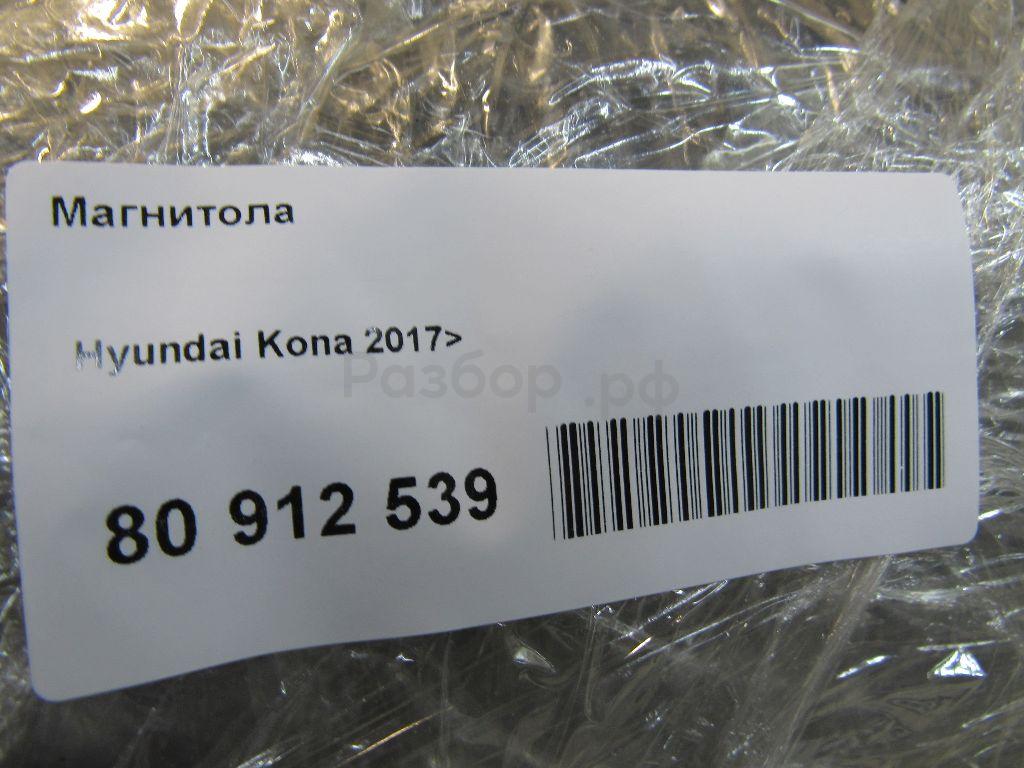 Магнитола
Hyundai Kona 2017>
Разбор.рф
80 912 539